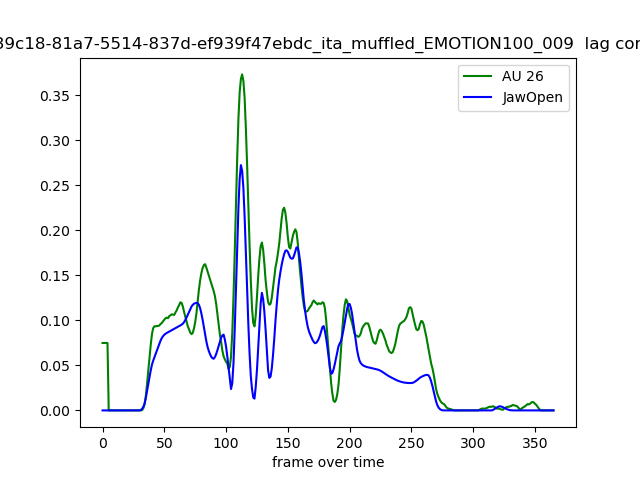 39c18-81a7-5514-837d-ef939f47ebdc_ita_muffled_EMOTION100_009 lag cor
AU 26
JawOpen
0.35
0.30
0.25
0.20
0.15
0.10
0.05
0.00
0 50 100 150 200 250 300 350
frame over time